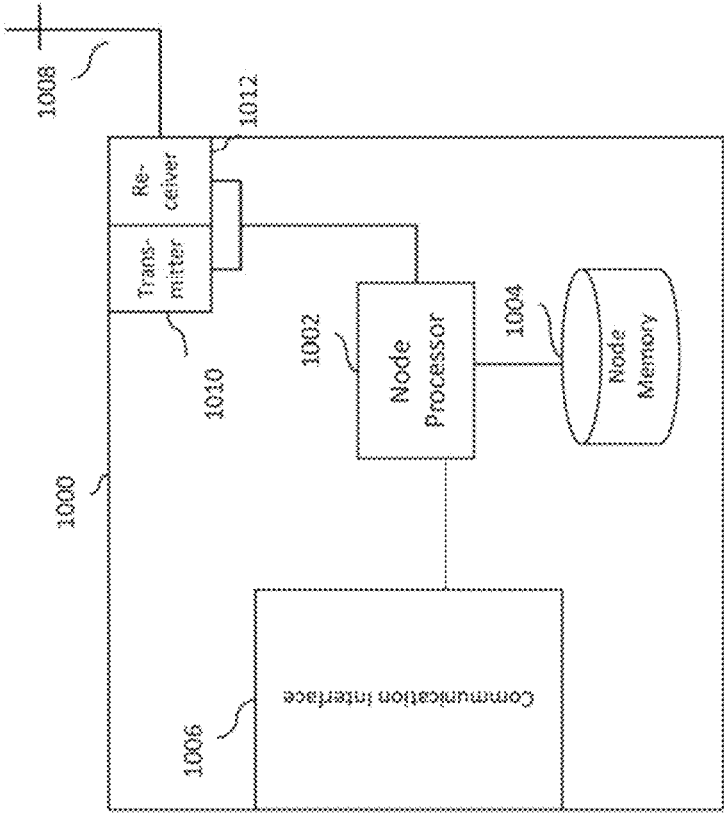 1008
1012
Re-
ceiver
Trans-
mitter
1010
1000
1002
Node
Processor
1004
Node
Memory
1006
Communication Interface